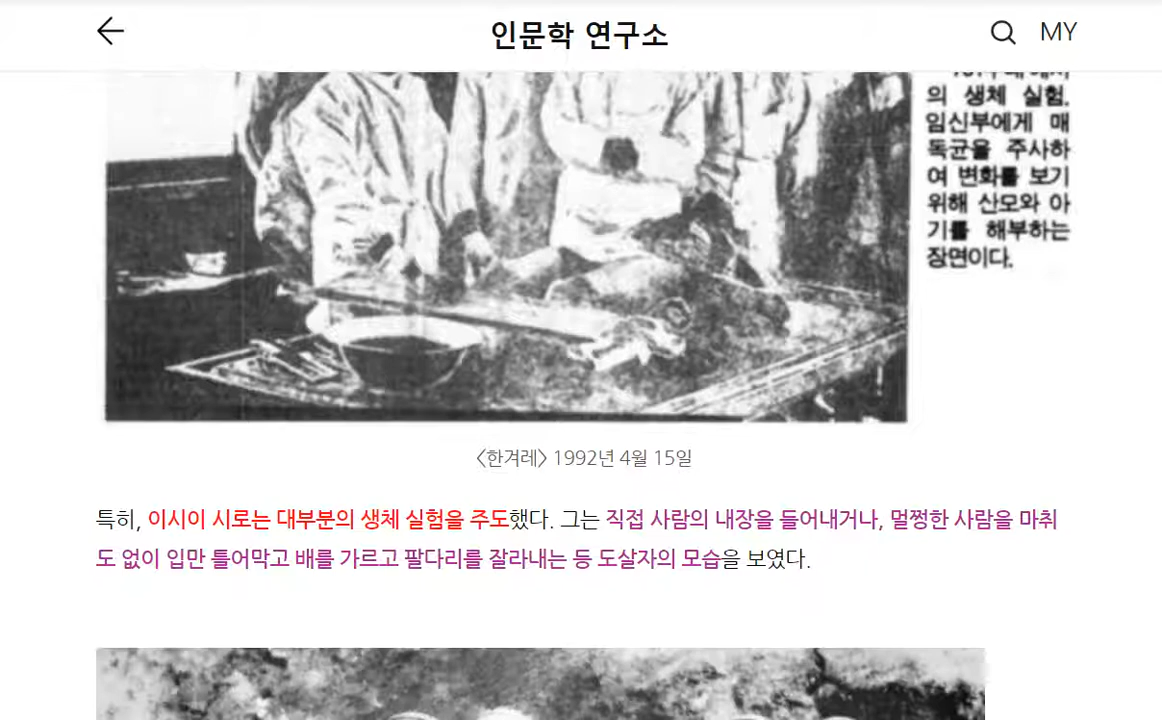 인문학 연구소
MY
의 생체 실험.
임신부에게 매
독균을 주사하
여 변화를 보기
위해 산모와 아
기를 해부하는
장면이다.
<한겨레> 1992년 4월 15일
특히, 이시이 시로는 대부분의 생체 실험을 주도했다. 그는 직접 사람의 내장을 들어내거나, 멀쩡한 사람을 마취
도 없이 입만 틀어막고 배를 가르고 팔다리를 잘라내는 등 도살자의 모습을 보였다.